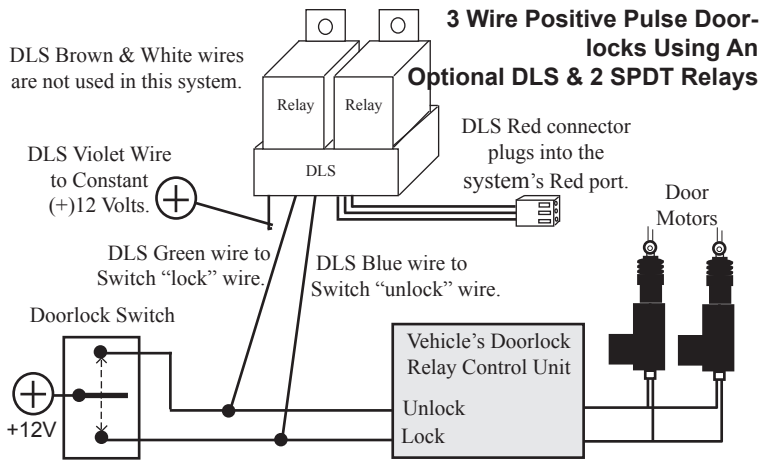 3 Wire Positive Pulse Door-
locks Using An
Optional DLS & 2 SPDT Relays
DLS Brown & White wires
are not used in this system.
Relay
Relay
DLS
DLS Red connector
plugs into the
system's Red port.
DLS Violet Wire
to Constant
(+)12 Volts.
DLS Green wire to
Switch “lock” wire.
DLS Blue wire to
Switch “unlock” wire.
Door
Motors
Doorlock Switch
+12V
Vehicle's Doorlock
Relay Control Unit
Unlock
Lock